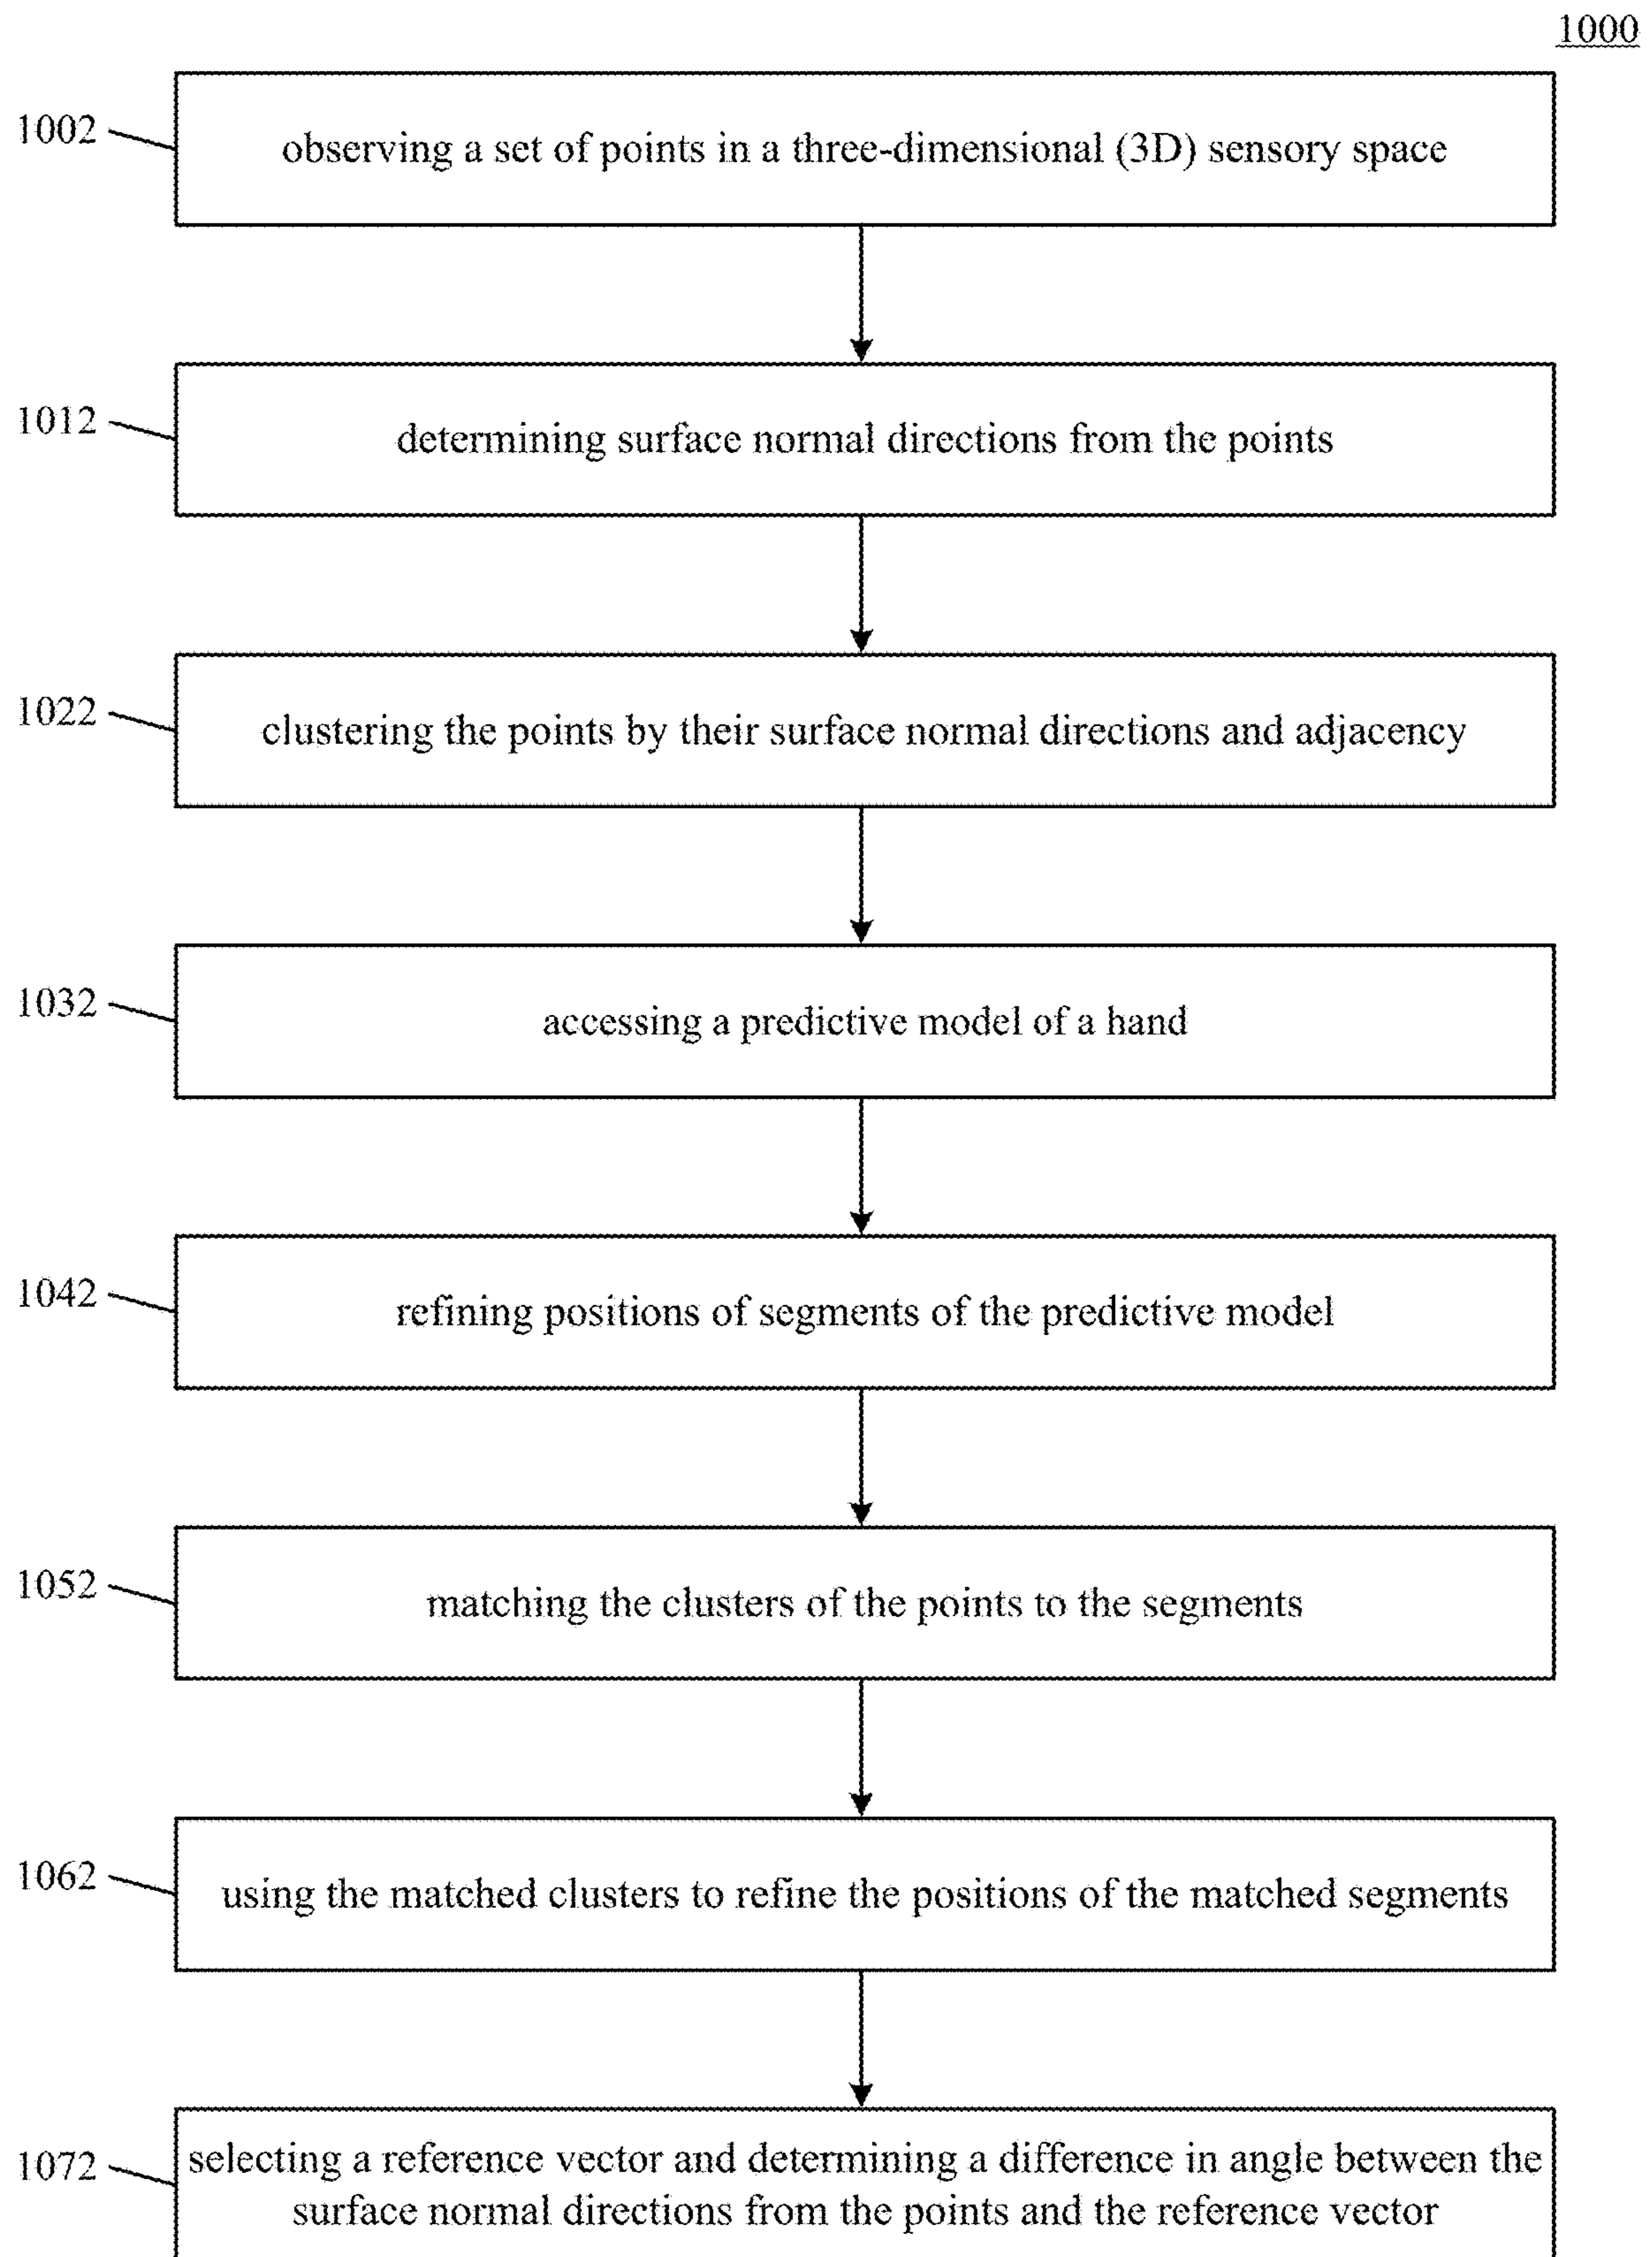 1000
1002
observing a set of points in a three-dimensional (3D) sensory space
1012
determining surface normal directions from the points
1022
clustering the points by their surface normal directions and adjacency
1032
accessing a predictive model of a hand
1042
refining positions of segments of the predictive model
1052
matching the clusters of the points to the segments
1062
using the matched clusters to refine the positions of the matched segments
1072
selecting a reference vector and determining a difference in angle between the
surface normal directions from the points and the reference vector